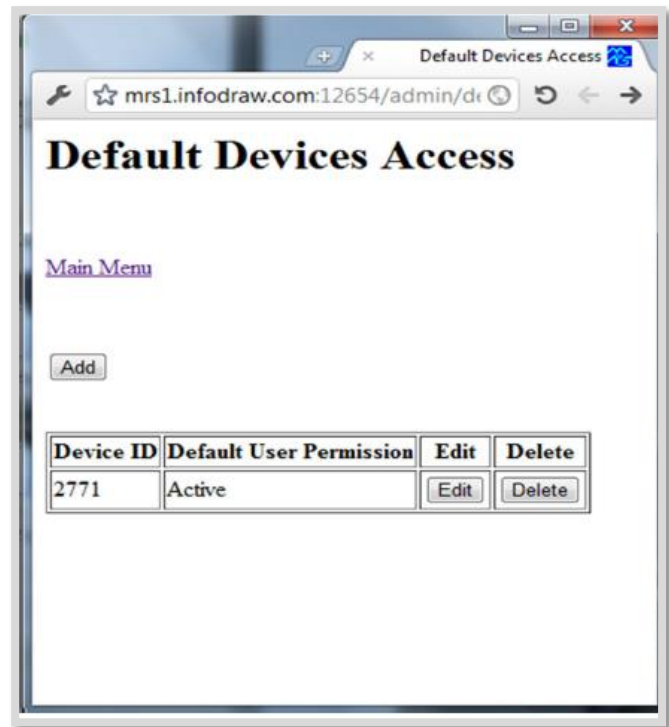 Default Devices Access
mrs1.infodraw.com:12654/admin/de
Default Devices Access
Main Menu
Add
Device ID Default User Permission Edit Delete
2771 Active Edit Delete